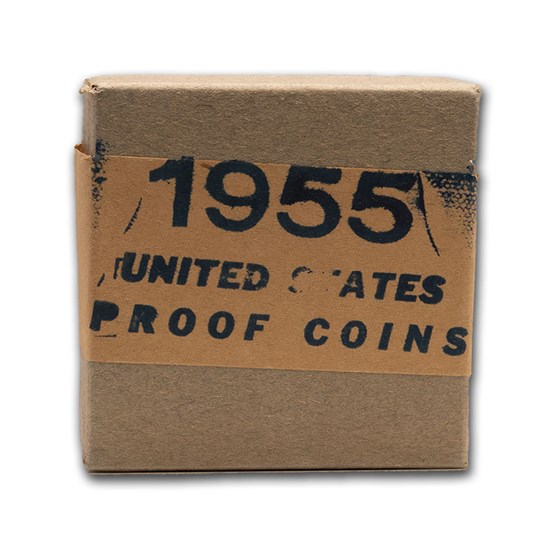 1955
UNITED STATES
PROOF COINS